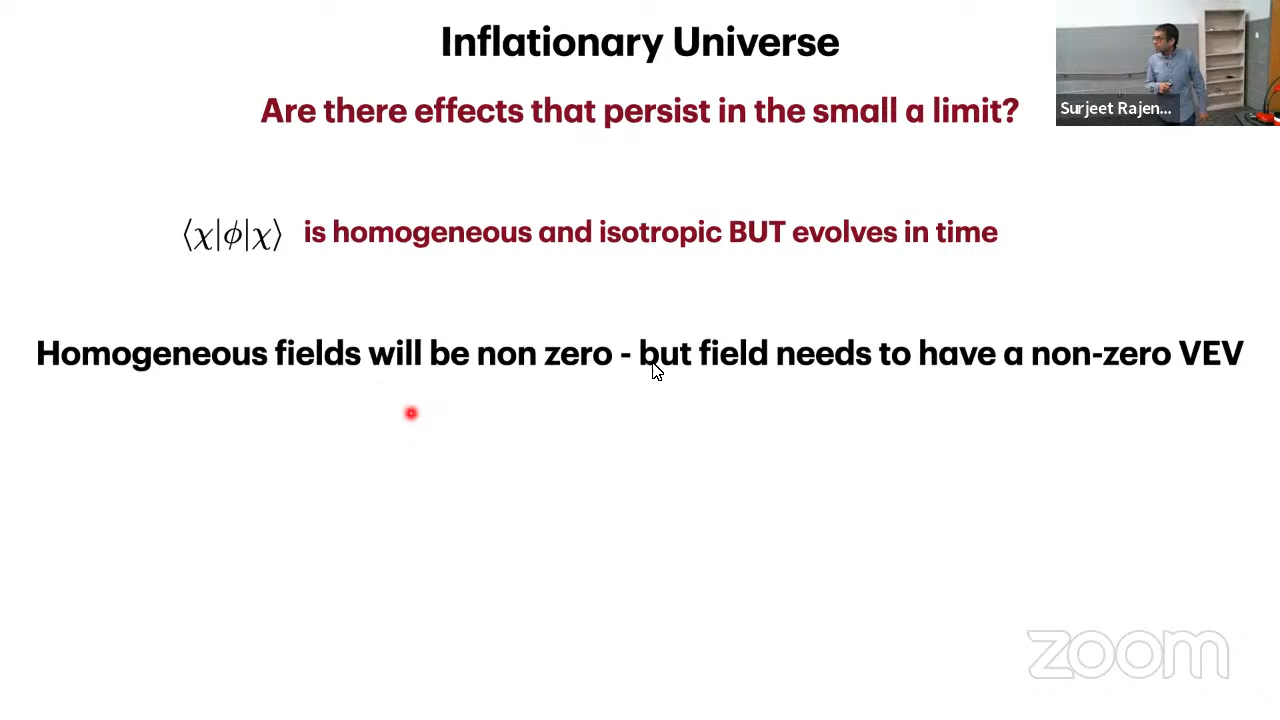 Inflationary Universe
Are there effects that persist in the small a limit?
Surjeet Rajen...
⟨χ|ϕ|χ⟩ is homogeneous and isotropic BUT evolves in time
Homogeneous fields will be non zero - but field needs to have a non-zero VEV
zoom